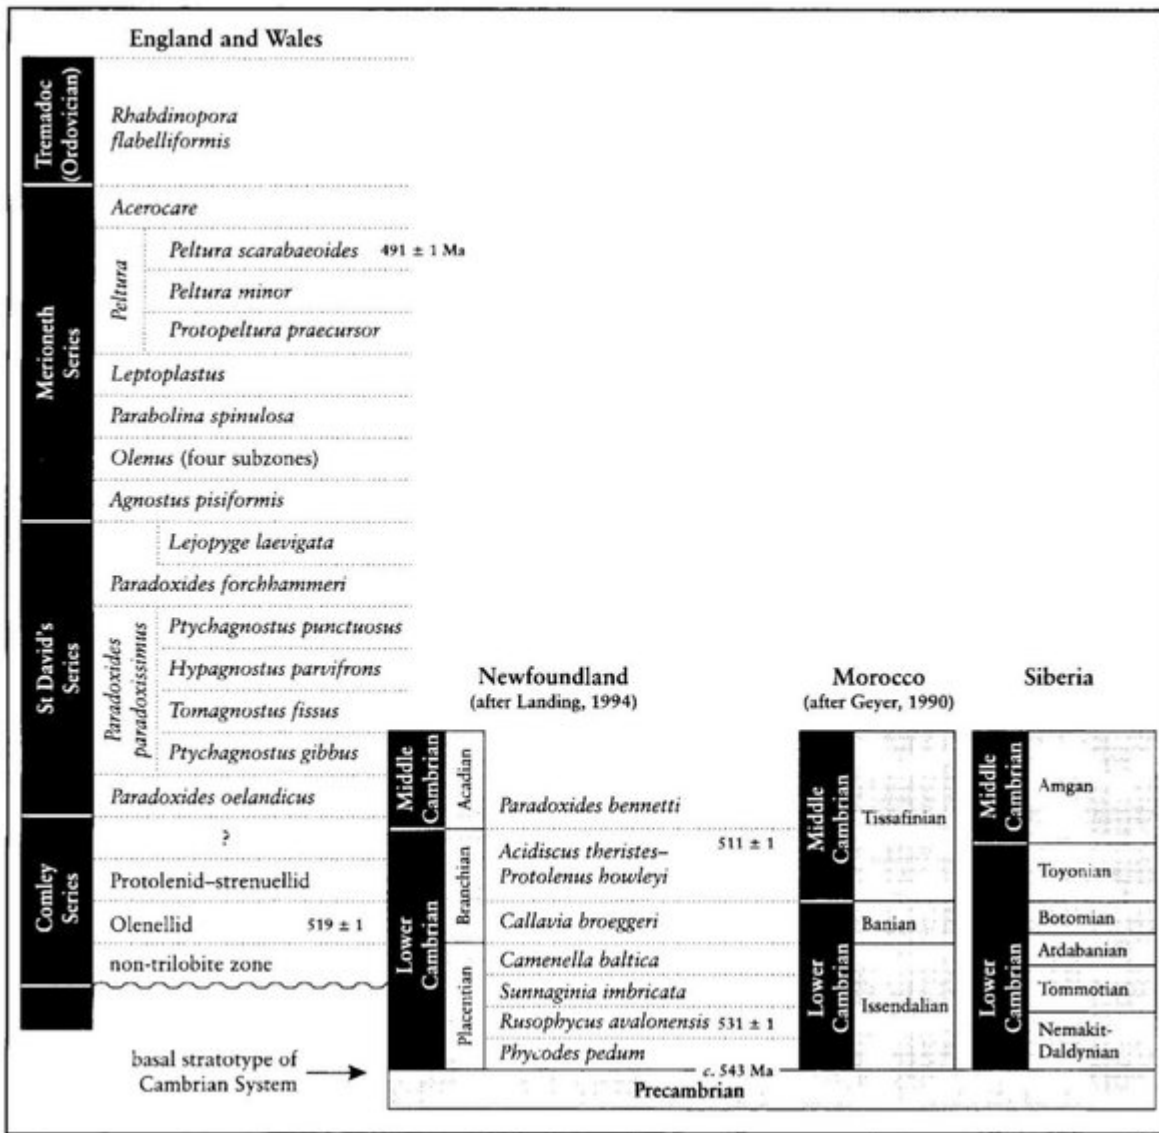 England and Wales
Tremadoc
(Ordovician)
Rhabdinopora
flabelliformis
Merioneth
Series
Acerocare
Peltura
Peltura scarabaeoides 491 ± 1 Ma
Peltura minor
Protopeltura praecursor
Leptoplastus
Parabolina spinulosa
Olenus (four subzones)
Agnostus pisiformis
St David's
Series
Lejopyge laevigata
Paradoxides forchhammeri
Paradoxides
paradoxissimus
Ptychagnostus punctuosus
Hypagnostus parvifrons
Tomagnostus fissus
Ptychagnostus gibbus
Paradoxides oelandicus
Comley
Series
?
Protolenid–strenuellid
Olenellid 519 ± 1
non-trilobite zone
basal stratotype of
Cambrian System
Newfoundland
(after Landing, 1994)
Middle
Cambrian
Acadian
Paradoxides bennetti
Lower
Cambrian
Branchian
511 ± 1
Acidiscus theristes–
Protolenus howleyi
Callavia broeggeri
Placentian
Camenella baltica
Sunnaginia imbricata
Rusophycus avalonensis 531 ± 1
Phycodes pedum
c. 543 Ma
Precambrian
Morocco
(after Geyer, 1990)
Middle
Cambrian
Tissafinian
Lower
Cambrian
Banian
Issendalian
Siberia
Middle
Cambrian
Amgan
Lower
Cambrian
Toyonian
Botomian
Atdabanian
Tommotian
Nemakit-
Daldynian